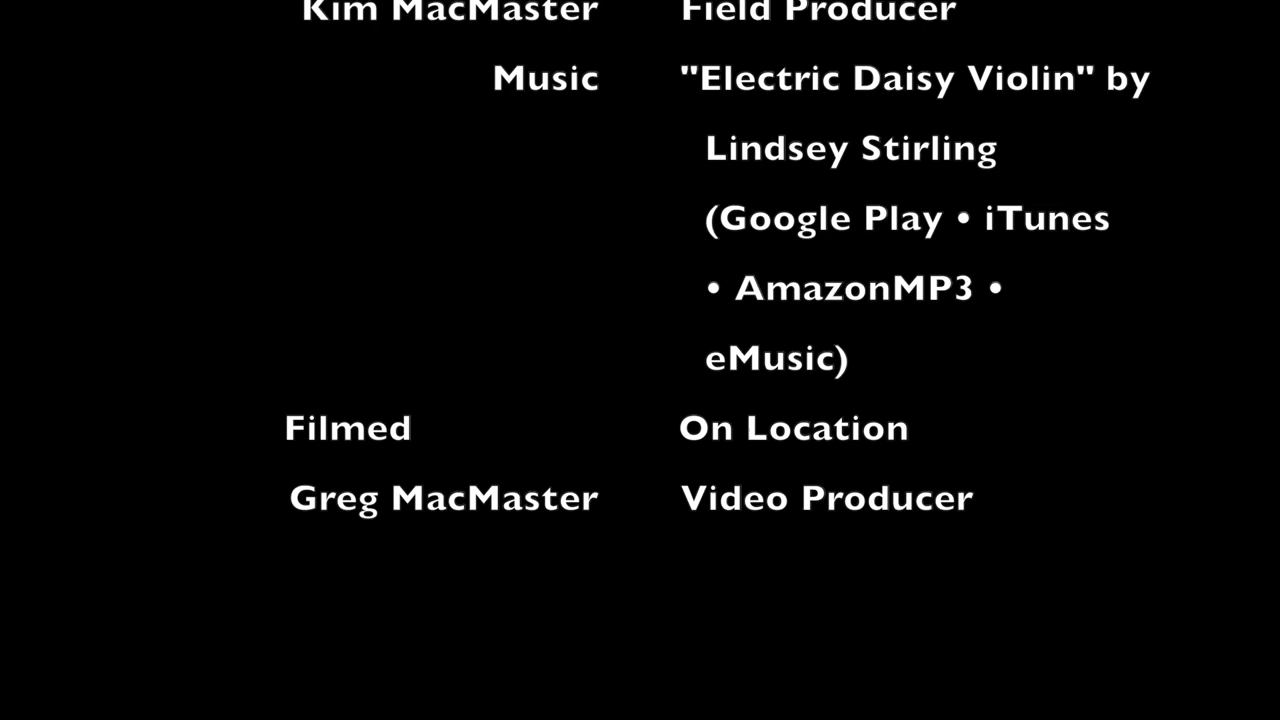 Kim MacMaster Field Producer
Music "Electric Daisy Violin" by
Lindsey Stirling
(Google Play • iTunes
• AmazonMP3 •
eMusic)
Filmed On Location
Greg MacMaster Video Producer